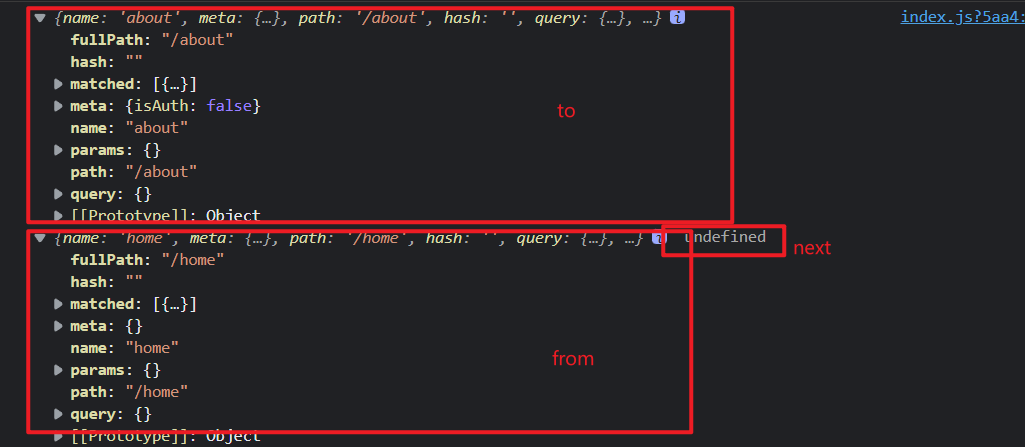 {name: 'about', meta: {…}, path: '/about', hash: '', query: {…}, …} i index.js?5aa4:
fullPath: "/about"
hash: ""
matched: [{…}]
meta: {isAuth: false}
to
name: "about"
params: {}
path: "/about"
query: {}
[[Prototype]]: Object
{name: 'home', meta: {…}, path: '/home', hash: '', query: {…}, …} i undefined
next
fullPath: "/home"
hash: ""
matched: [{…}]
meta: {}
name: "home"
from
params: {}
path: "/home"
query: {}
[[Prototype]]: Object